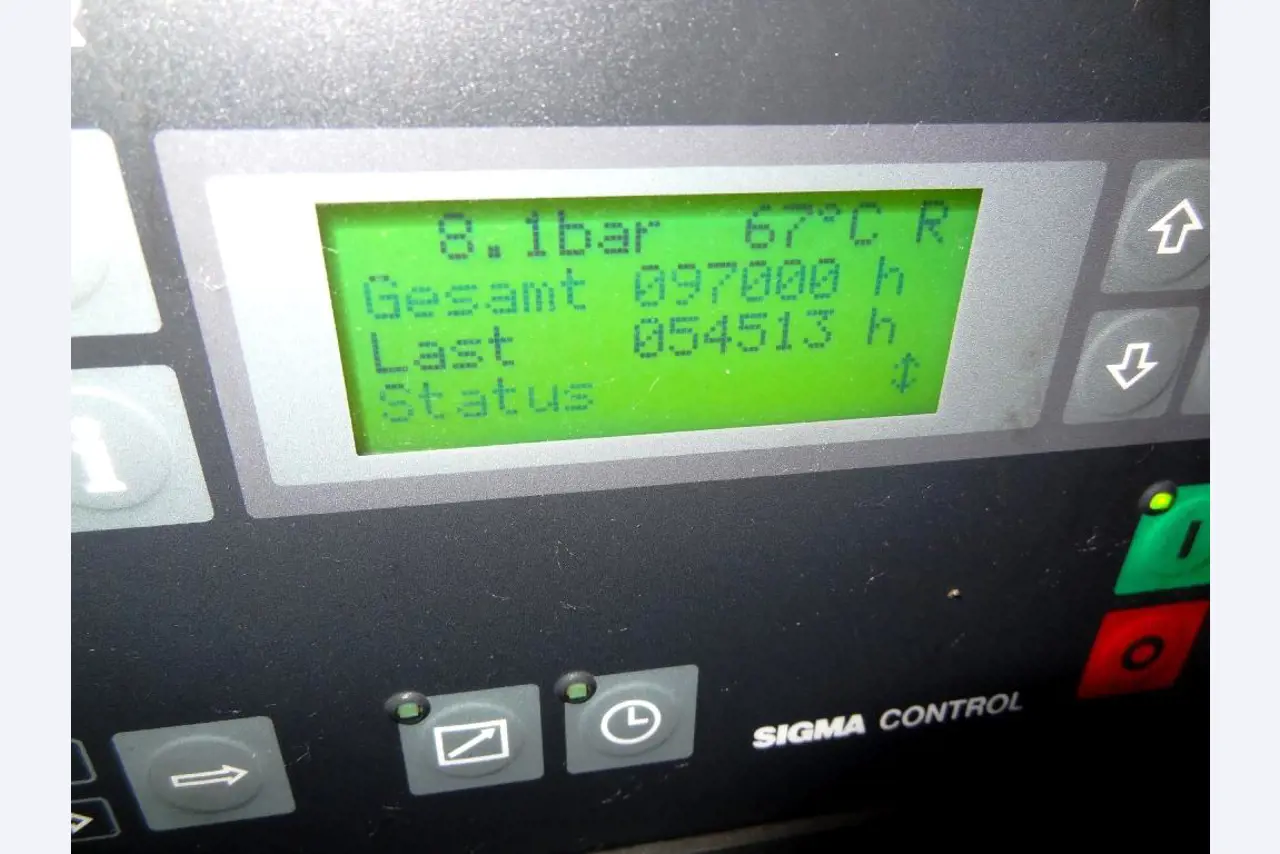 8.1bar 67°C R
Gesamt 097000 h
Last 054513 h
Status
SIGMA CONTROL